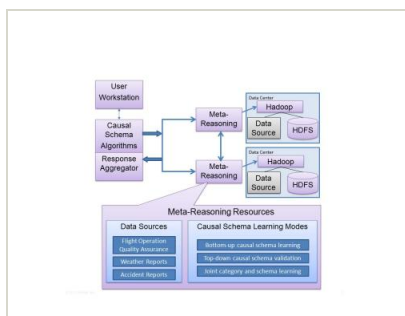 User
Workstation
Causal
Schema
Algorithms
Response
Aggregator
Meta-
Reasoning
Data Center
Hadoop
Data
Source
HDFS
Meta-
Reasoning
Data Center
Hadoop
Data
Source
HDFS
Meta-Reasoning Resources
Data Sources
Flight Operation
Quality Assurance
Weather Reports
Accident Reports
Causal Schema Learning Modes
Bottom-up causal schema learning
Top-down causal schema validation
Joint category and schema learning